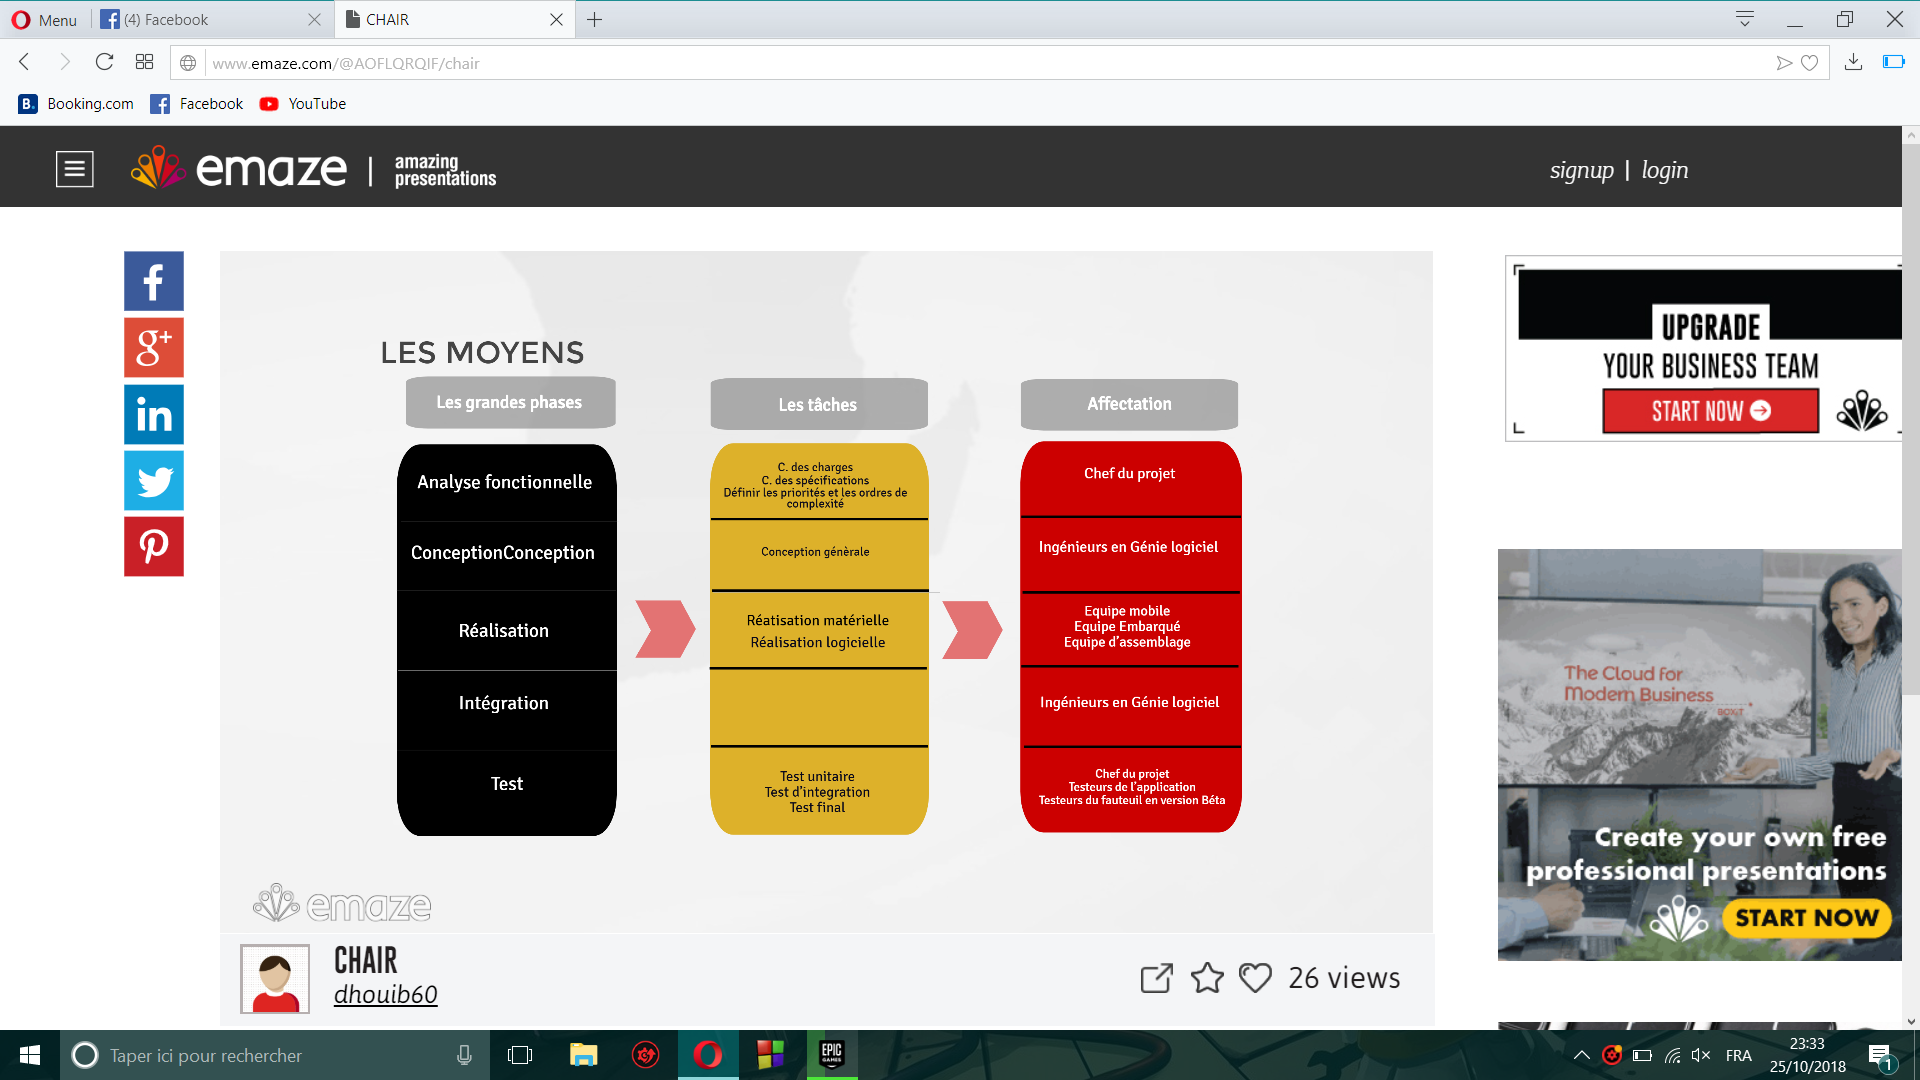 Menu
(4) Facebook
CHAIR
www.emaze.com/@AOFLQRQIF/chair
Booking.com
Facebook
YouTube
emaze | amazing
presentations
signup | login
LES MOYENS
Les grandes phases
Les tâches
Affectation
Analyse fonctionnelle
C. des charges
C. des spécifications
Définir les priorités et les ordres de
complexité
Chef du projet
ConceptionConception
Conception génèrale
Ingénieurs en Génie logiciel
Réalisation
Réatisation matérielle
Réalisation logicielle
Equipe mobile
Equipe Embarqué
Equipe d'assemblage
Intégration
Ingénieurs en Génie logiciel
Test
Test unitaire
Test d'integration
Test final
Chef du projet
Testeurs de l'application
Testeurs du fauteuil en version Béta
emaze
CHAIR
dhouib60
26 views
UPGRADE
YOUR BUSINESS TEAM
START NOW
The Cloud for
Modern Business
BOXIT
Create your own free
professional presentations
START NOW
Taper ici pour rechercher
EPIC
GAMES
FRA
23:33
25/10/2018
1